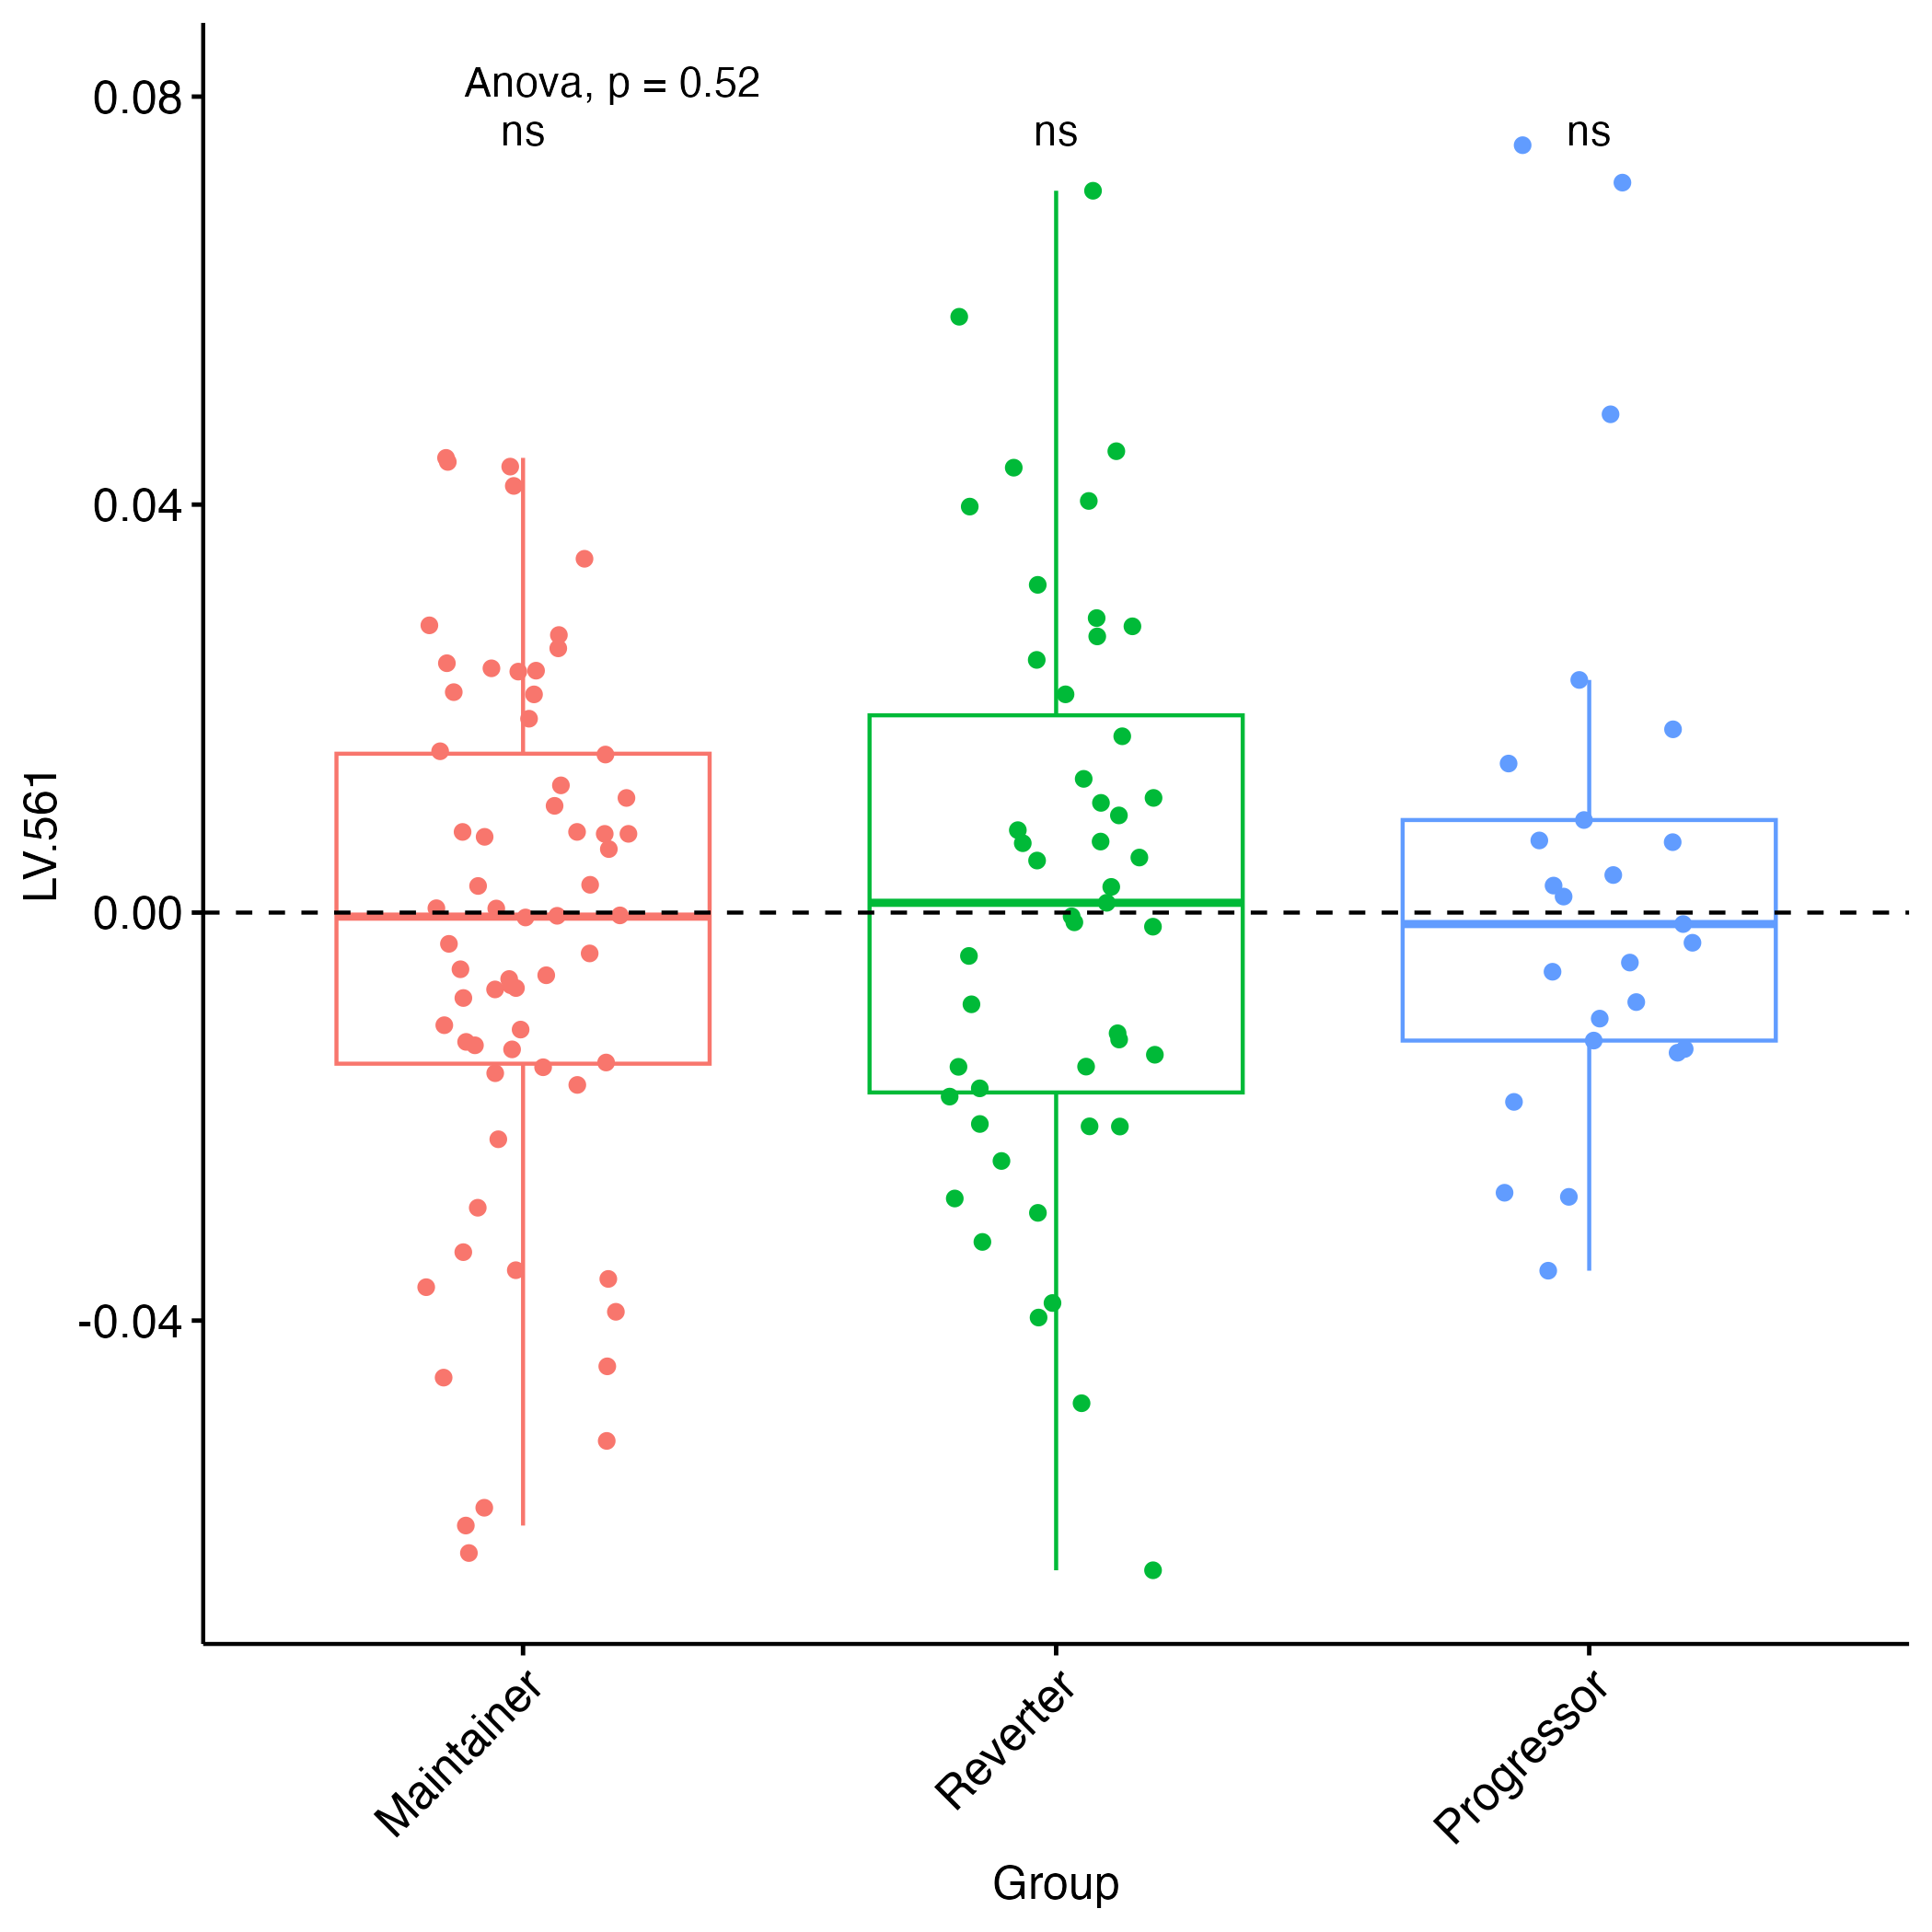 Anova, p = 0.52
ns ns ns
0.08
0.04
0.00
-0.04
LV.561
Maintainer
Reverter
Progressor
Group